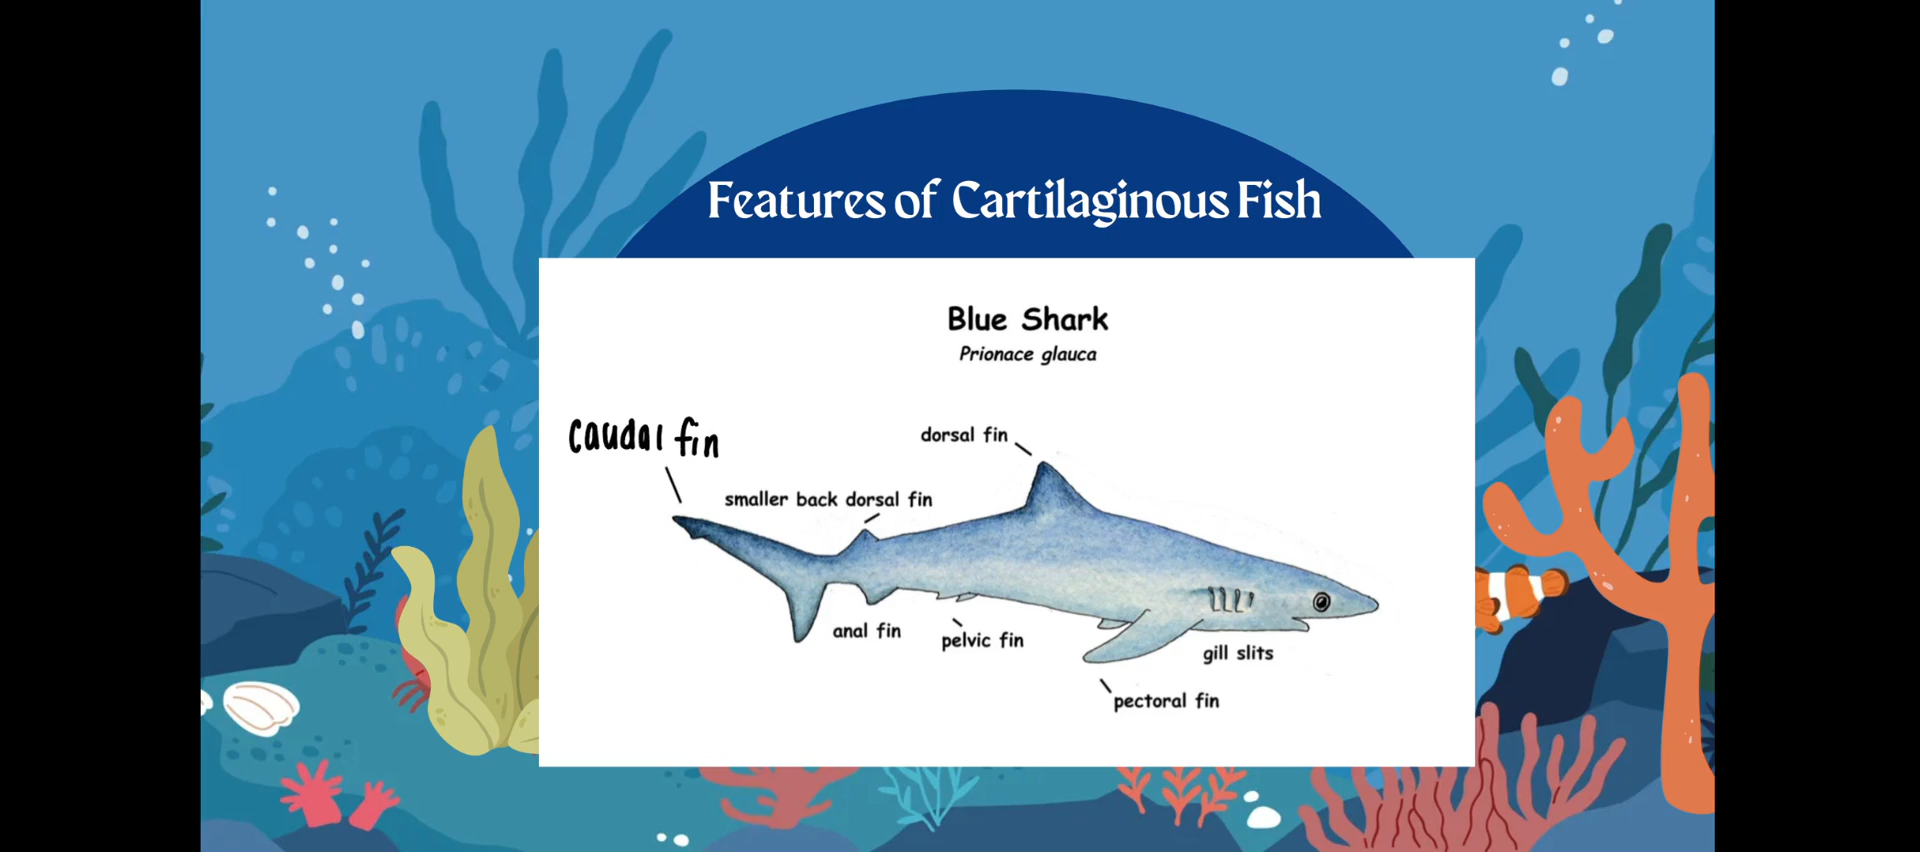 Features of Cartilaginous Fish
Blue Shark
Prionace glauca
caudal fin
dorsal fin
smaller back dorsal fin
anal fin
pelvic fin
gill slits
pectoral fin